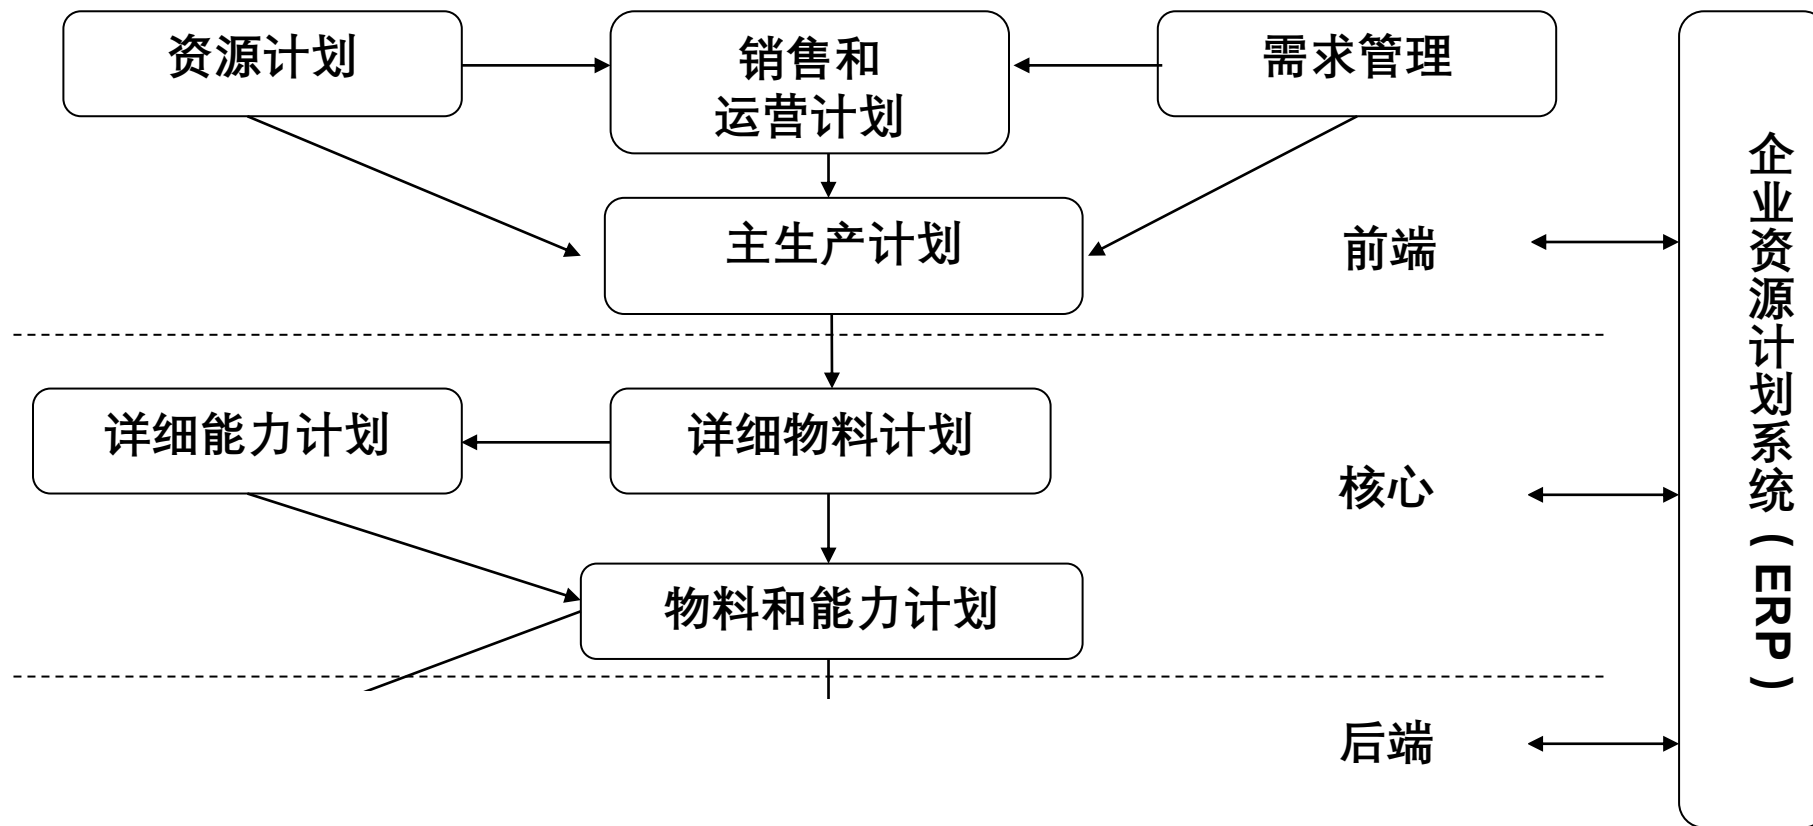 资源计划
销售和
运营计划
需求管理
主生产计划
前端
详细能力计划
详细物料计划
核心
物料和能力计划
后端
企业资源计划系统（ERP）